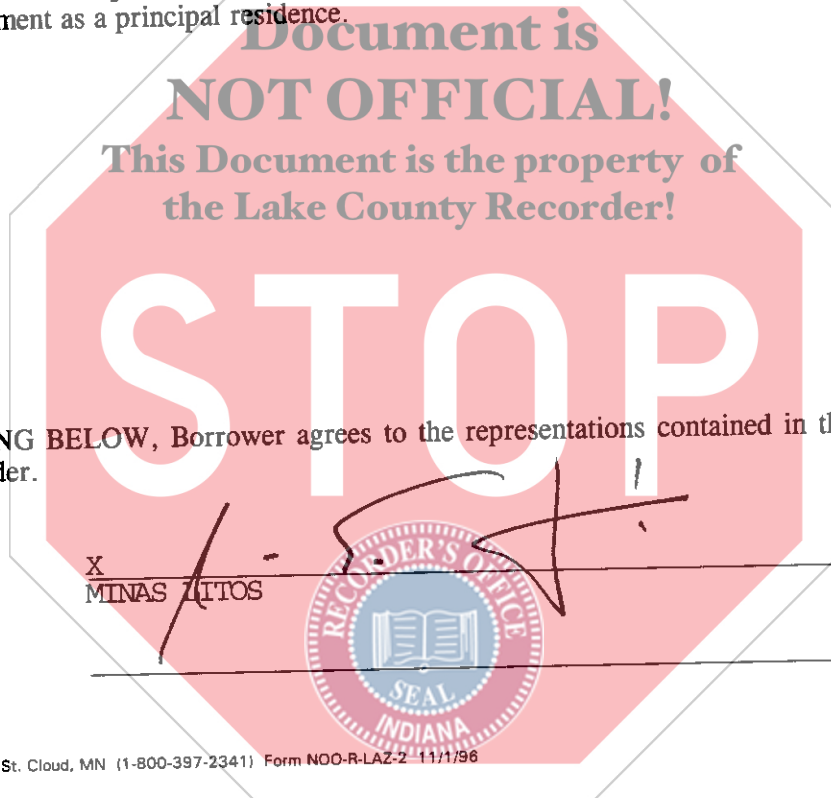 ment as a principal residence.
Document is
NOT OFFICIAL!
This Document is the property of
the Lake County Recorder!
STOP
NG BELOW, Borrower agrees to the representations contained in th
der.
X
MINAS LITOS
RECORDER'S OFFICE
SEAL
INDIANA
St. Cloud, MN (1-800-397-2341) Form NOO-R-LAZ-2 11/1/96